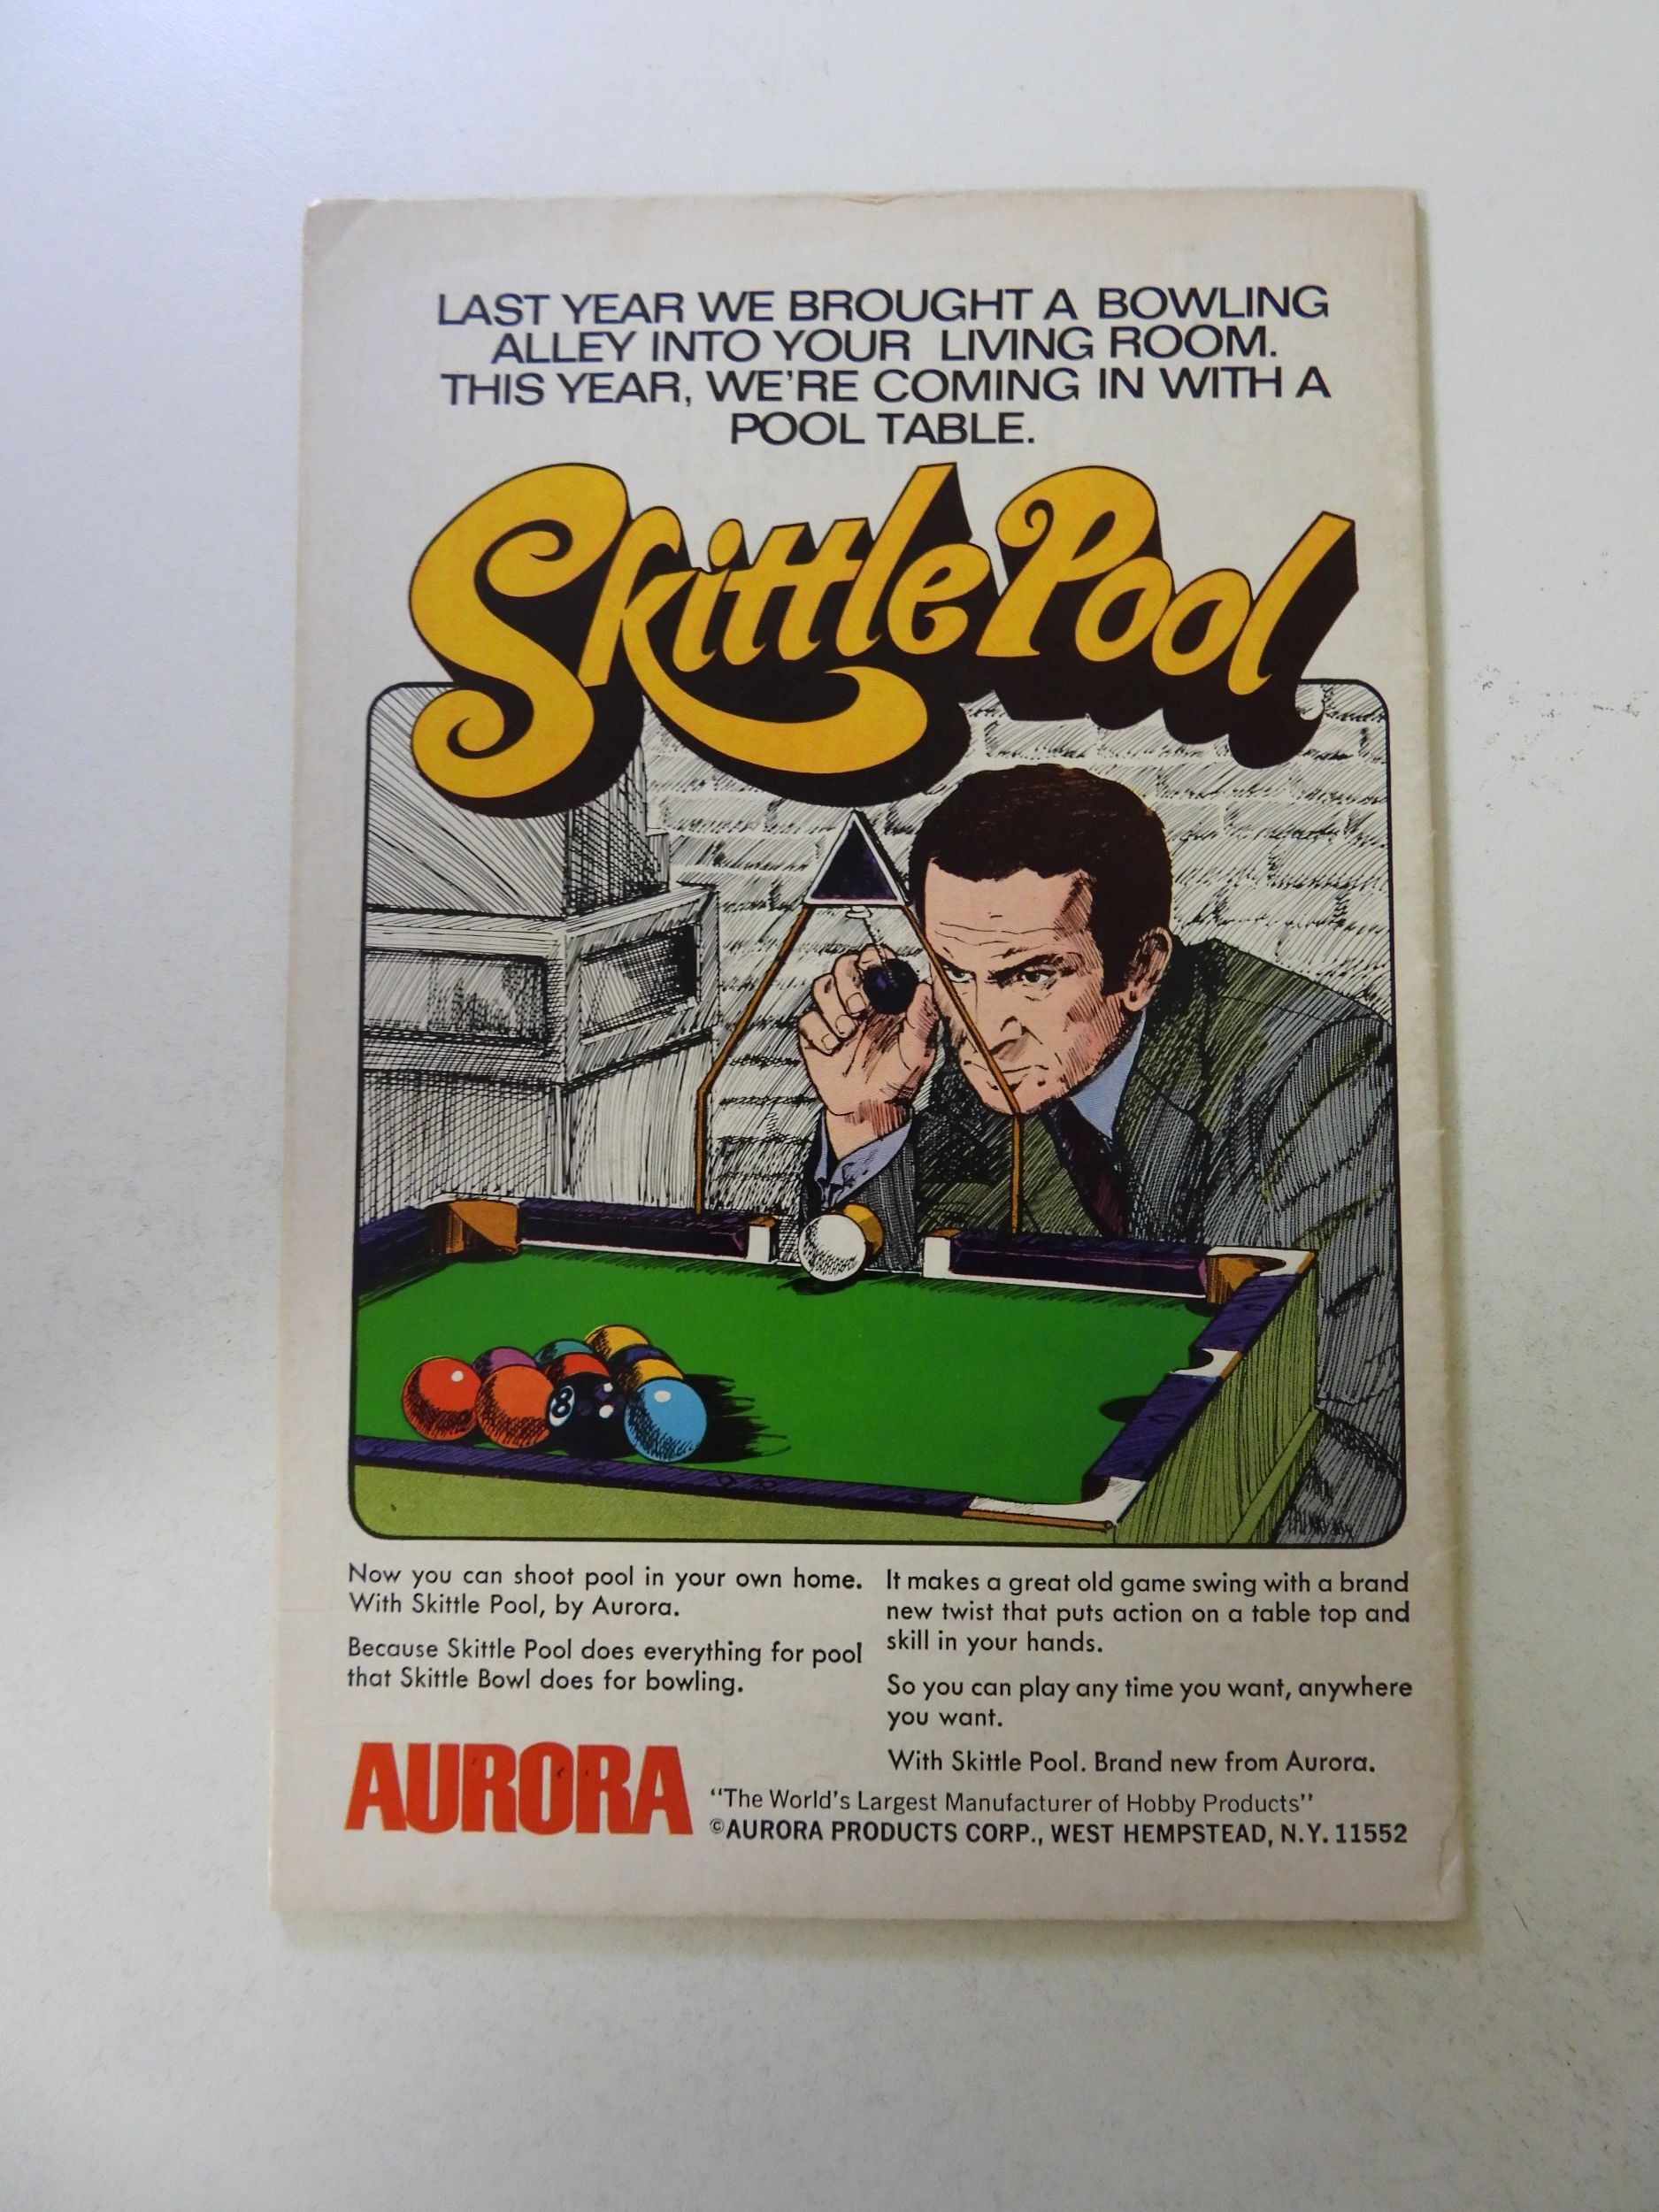 LAST YEAR WE BROUGHT A BOWLING
ALLEY INTO YOUR LIVING ROOM.
THIS YEAR, WE'RE COMING IN WITH A
POOL TABLE.
Skittle Pool
8
Now you can shoot pool in your own home.
With Skittle Pool, by Aurora.
Because Skittle Pool does everything for pool
that Skittle Bowl does for bowling.
It makes a great old game swing with a brand
new twist that puts action on a table top and
skill in your hands.
So you can play any time you want, anywhere
you want.
With Skittle Pool. Brand new from Aurora.
AURORA
"The World's Largest Manufacturer of Hobby Products"
©AURORA PRODUCTS CORP., WEST HEMPSTEAD, N.Y. 11552